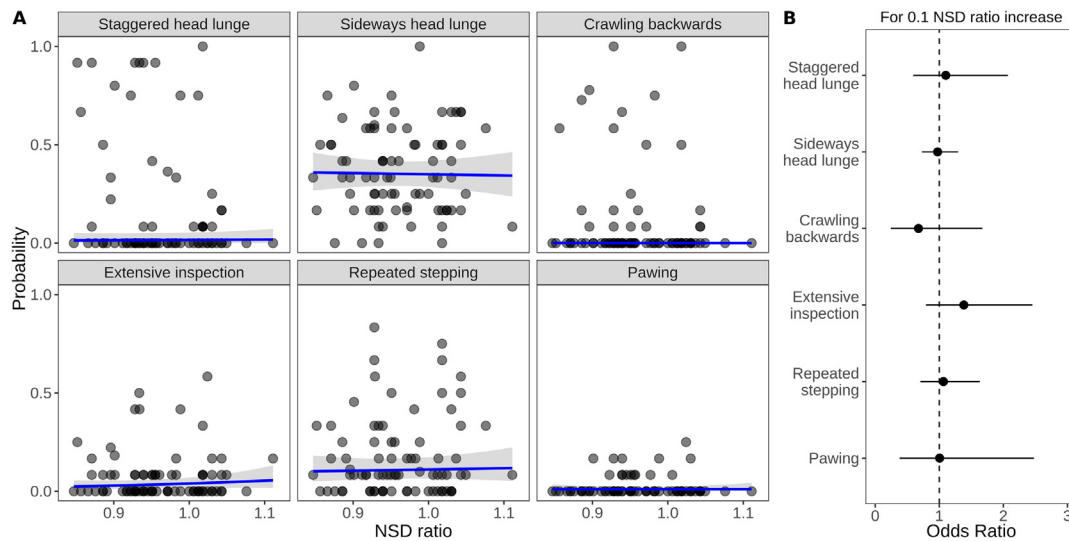 A
Staggered head lunge
Sideways head lunge
Crawling backwards
1.0
0.5
0.0
Extensive inspection
Repeated stepping
Pawing
1.0
0.5
0.0
0.9
1.0
1.1
0.9
1.0
1.1
0.9
1.0
1.1
Probability
NSD ratio
B
For 0.1 NSD ratio increase
Staggered
head lunge
Sideways
head lunge
Crawling
backwards
Extensive
inspection
Repeated
stepping
Pawing
0
1
2
3
Odds Ratio